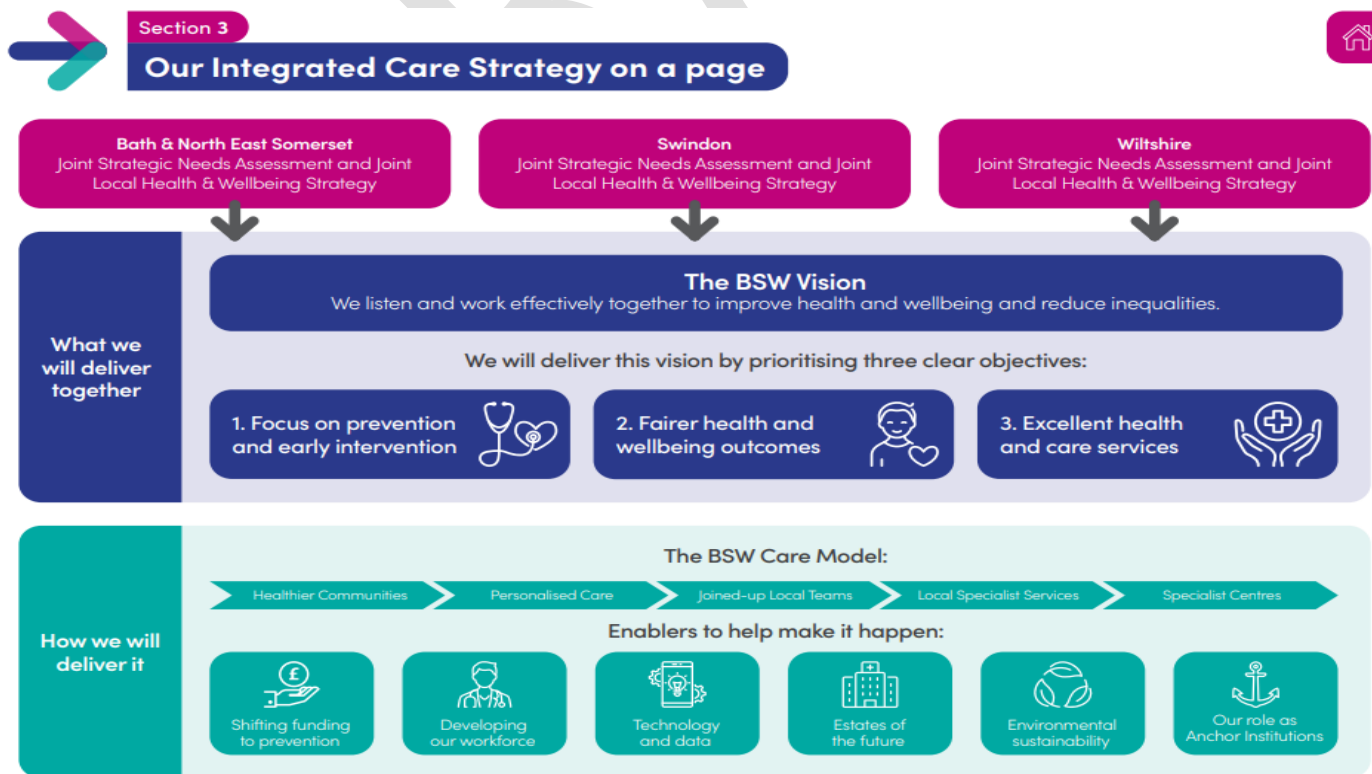 Section 3
Our Integrated Care Strategy on a page
Bath & North East Somerset
Joint Strategic Needs Assessment and Joint
Local Health & Wellbeing Strategy
Swindon
Joint Strategic Needs Assessment and Joint
Local Health & Wellbeing Strategy
Wiltshire
Joint Strategic Needs Assessment and Joint
Local Health & Wellbeing Strategy
What we
will deliver
together
The BSW Vision
We listen and work effectively together to improve health and wellbeing and reduce inequalities.
We will deliver this vision by prioritising three clear objectives:
1. Focus on prevention
and early intervention
2. Fairer health and
wellbeing outcomes
3. Excellent health
and care services
How we will
deliver it
The BSW Care Model:
Healthier Communities
Personalised Care
Joined-up Local Teams
Local Specialist Services
Specialist Centres
Enablers to help make it happen:
£
Shifting funding
to prevention
Developing
our workforce
Technology
and data
Estates of
the future
Environmental
sustainability
Our role as
Anchor Institutions